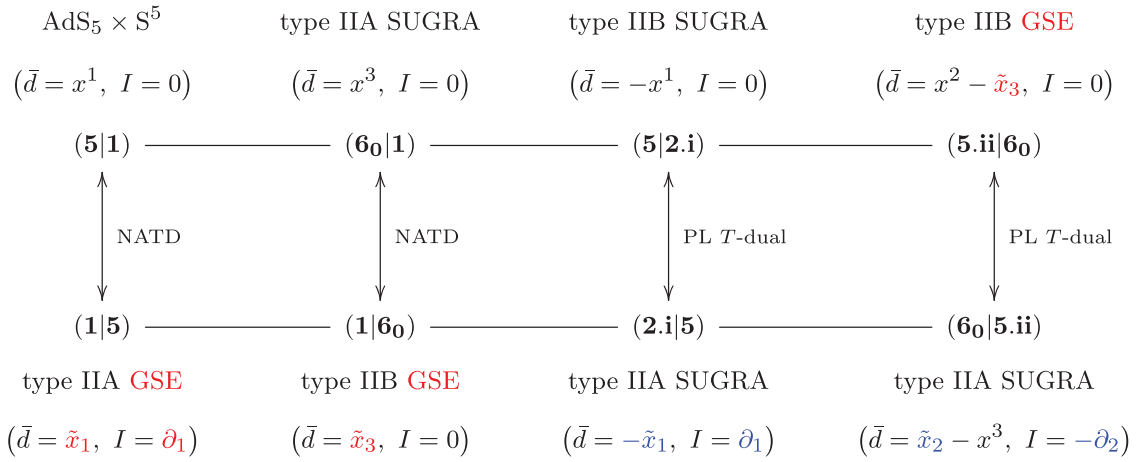 AdS₅ × S⁵ type IIA SUGRA type IIB SUGRA type IIB GSE
(d̄ = x¹, I = 0) (d̄ = x³, I = 0) (d̄ = −x¹, I = 0) (d̄ = x² − x̃₃, I = 0)
(5|1) (6₀|1) (5|2.i) (5.ii|6₀)
NATD NATD PL T-dual PL T-dual
(1|5) (1|6₀) (2.i|5) (6₀|5.ii)
type IIA GSE type IIB GSE type IIA SUGRA type IIA SUGRA
(d̄ = x̃₁, I = ∂₁) (d̄ = x̃₃, I = 0) (d̄ = −x̃₁, I = ∂₁) (d̄ = x̃₂ − x³, I = −∂₂)